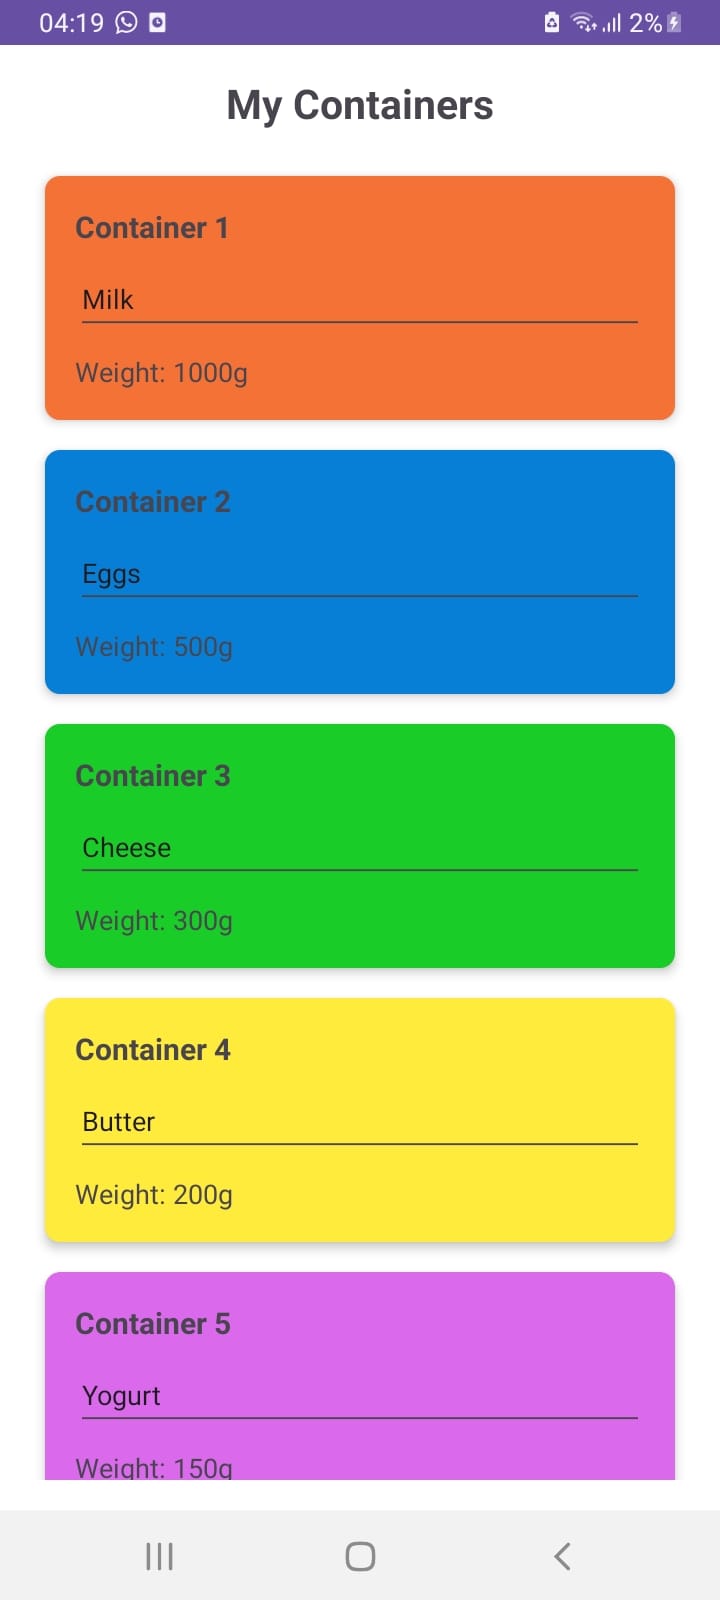 04:19 2%
My Containers
Container 1
Milk
Weight: 1000g
Container 2
Eggs
Weight: 500g
Container 3
Cheese
Weight: 300g
Container 4
Butter
Weight: 200g
Container 5
Yogurt
Weight: 150g